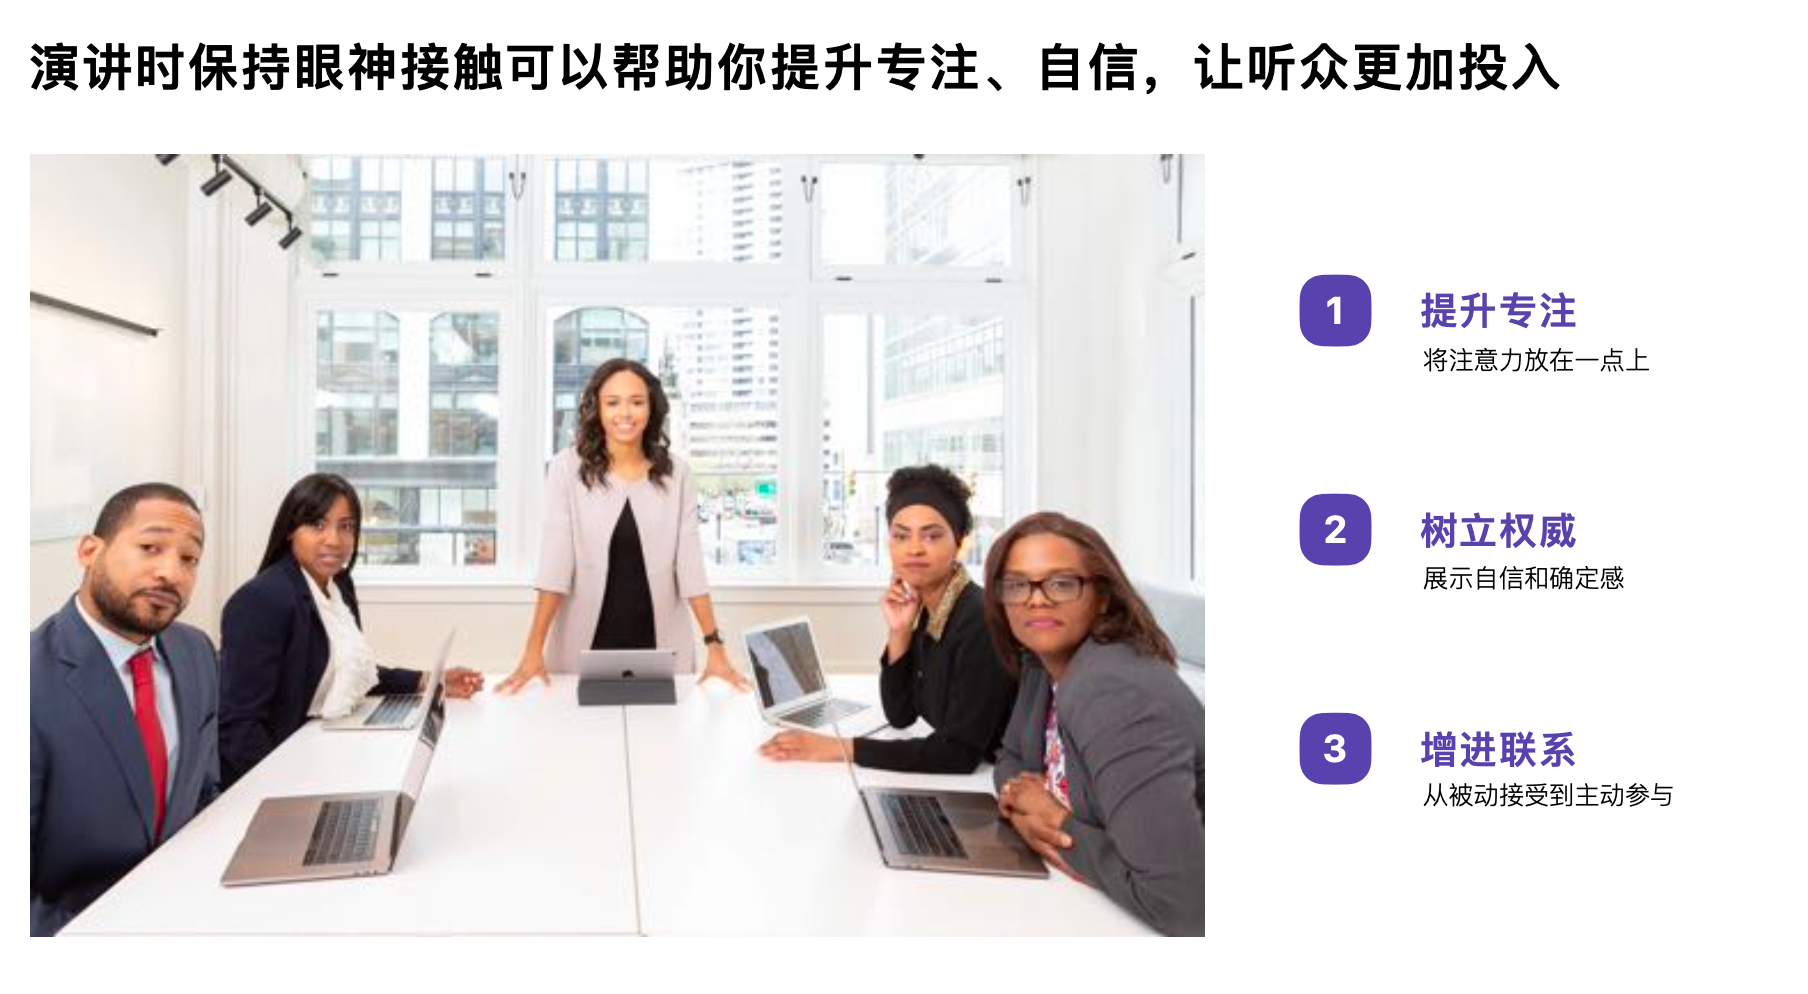 演讲时保持眼神接触可以帮助你提升专注、自信，让听众更加投入
1
提升专注
将注意力放在一点上
2
树立权威
展示自信和确定感
3
增进联系
从被动接受到主动参与